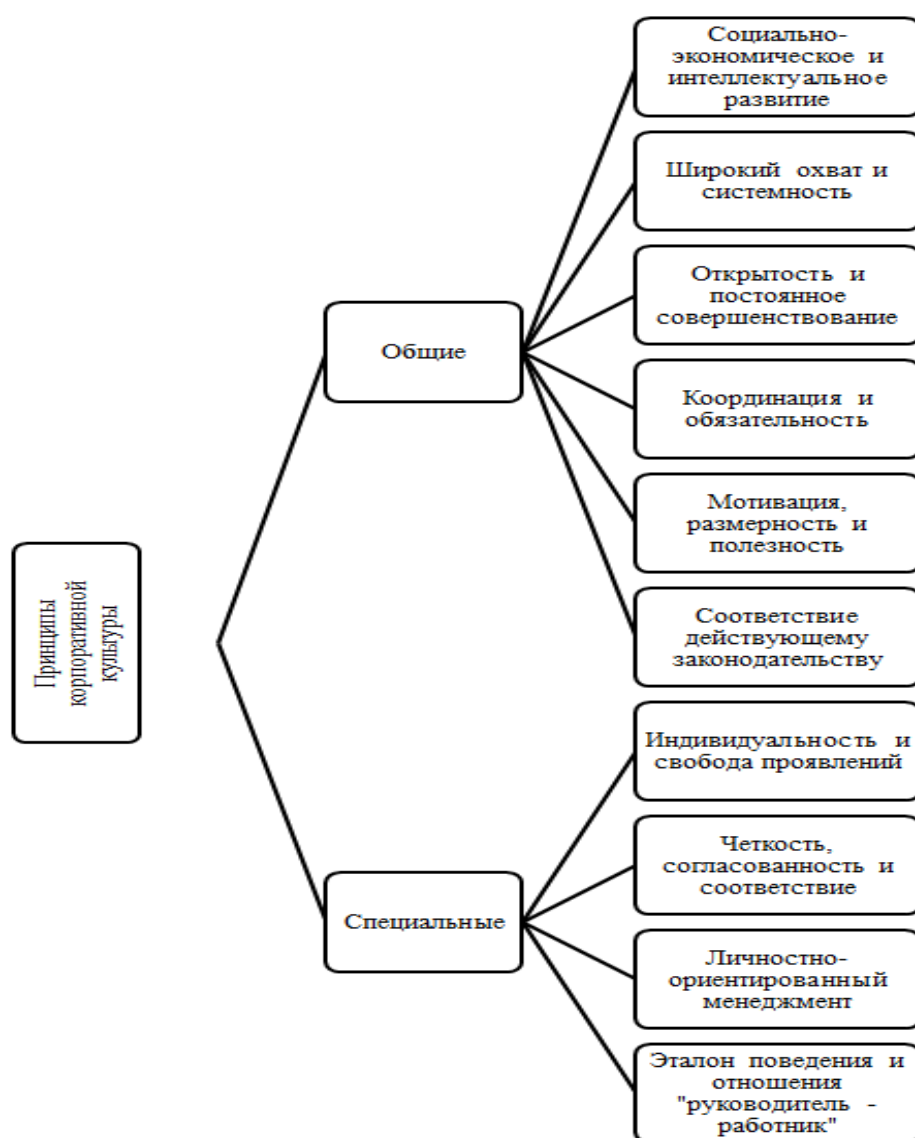 Принципы
корпоративной
культуры
Общие
Социально-
экономическое и
интеллектуальное
развитие
Широкий охват и
системность
Открытость и
постоянное
совершенствование
Координация и
обязательность
Мотивация,
размерность и
полезность
Соответствие
действующему
законодательству
Специальные
Индивидуальность и
свобода проявлений
Четкость,
согласованность и
соответствие
Личностно-
ориентированный
менеджмент
Эталон поведения и
отношения
"руководитель -
работник"